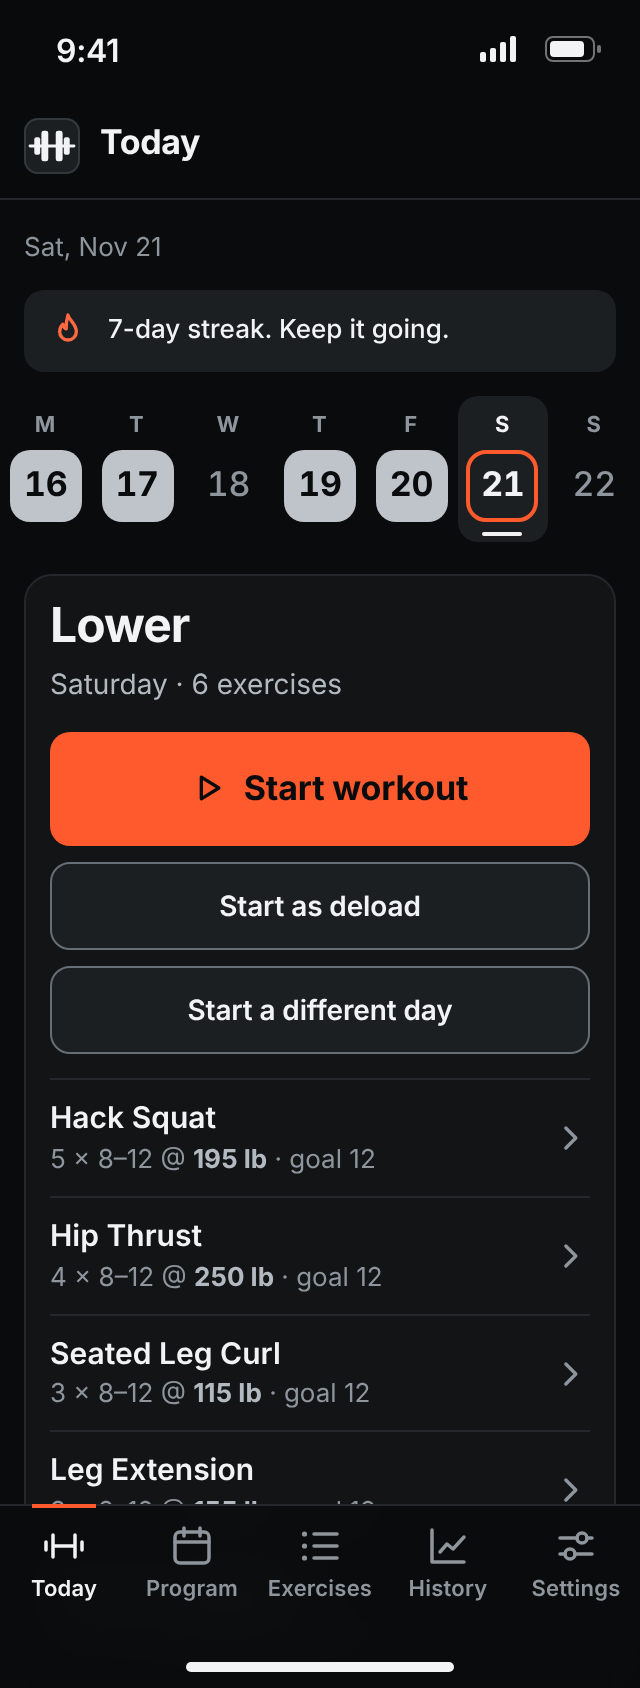 9:41
Today
Sat, Nov 21
7-day streak. Keep it going.
M T W T F S S
16 17 18 19 20 21 22
Lower
Saturday · 6 exercises
Start workout
Start as deload
Start a different day
Hack Squat
5 × 8–12 @ 195 lb · goal 12
Hip Thrust
4 × 8–12 @ 250 lb · goal 12
Seated Leg Curl
3 × 8–12 @ 115 lb · goal 12
Leg Extension
Today Program Exercises History Settings